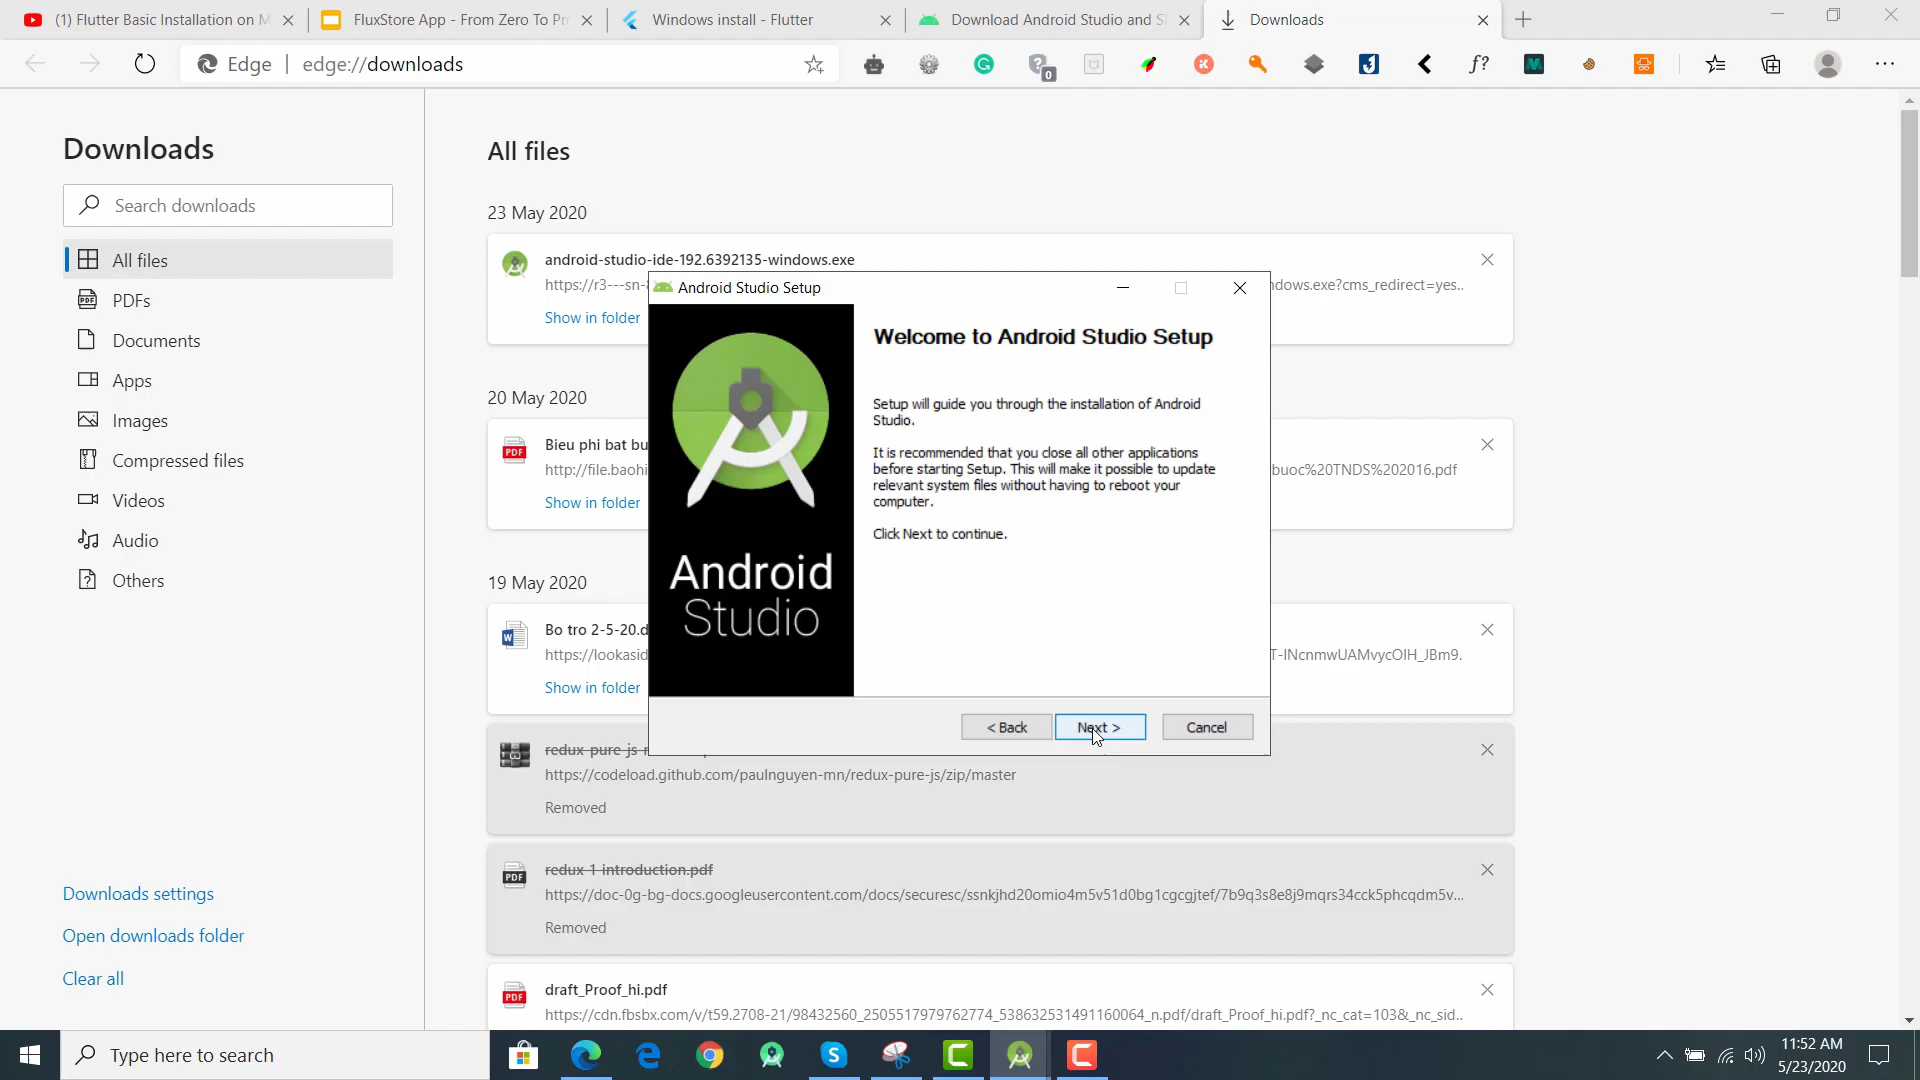 (1) Flutter Basic Installation on M
FluxStore App - From Zero To Pr
Windows install - Flutter
Download Android Studio and S
Downloads
Edge
edge://downloads
0
f?
Downloads
Search downloads
All files
PDFs
Documents
Apps
Images
Compressed files
Videos
Audio
Others
Downloads settings
Open downloads folder
Clear all
All files
23 May 2020
android-studio-ide-192.6392135-windows.exe
https://r3---sn-
ndows.exe?cms_redirect=yes..
Show in folder
20 May 2020
Bieu phi bat bu
http://file.baohi
buoc%20TNDS%202016.pdf
Show in folder
19 May 2020
Bo tro 2-5-20.d
https://lookasid
T-INcnmwUAMvycOIH_JBm9.
Show in folder
redux-pure-js-
https://codeload.github.com/paulnguyen-mn/redux-pure-js/zip/master
Removed
redux-1-introduction.pdf
https://doc-0g-bg-docs.googleusercontent.com/docs/securesc/ssnkjhd20omio4m5v51d0bg1cgcgjtef/7b9q3s8e8j9mqrs34cck5phcqdm5v...
Removed
draft_Proof_hi.pdf
https://cdn.fbsbx.com/v/t59.2708-21/98432560_2505517979762774_538632531491160064_n.pdf/draft_Proof_hi.pdf?_nc_cat=103&_nc_sid..
Android Studio Setup
Android
Studio
Welcome to Android Studio Setup
Setup will guide you through the installation of Android
Studio.
It is recommended that you close all other applications
before starting Setup. This will make it possible to update
relevant system files without having to reboot your
computer.
Click Next to continue.
< Back
Next >
Cancel
Type here to search
11:52 AM
5/23/2020